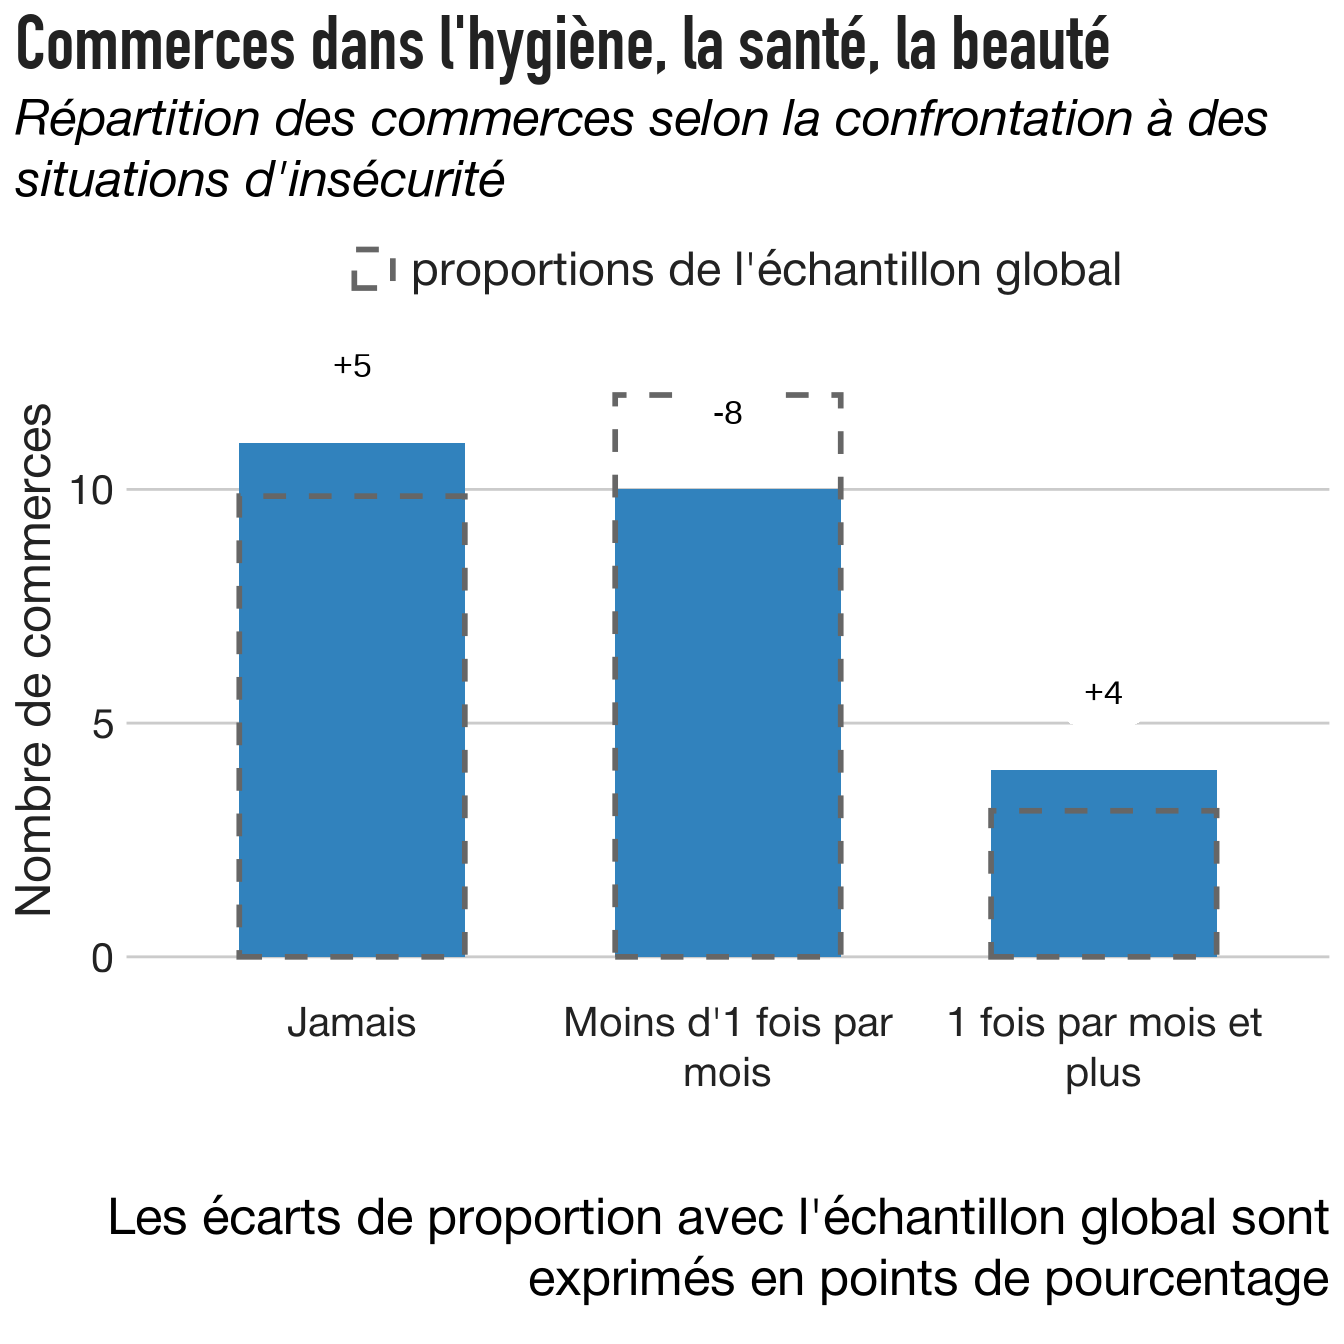 Commerces dans l'hygiène, la santé, la beauté
Répartition des commerces selon la confrontation à des
situations d'insécurité
proportions de l'échantillon global
Nombre de commerces
+5
-8
+4
10
5
0
Jamais
Moins d'1 fois par
mois
1 fois par mois et
plus
Les écarts de proportion avec l'échantillon global sont
exprimés en points de pourcentage